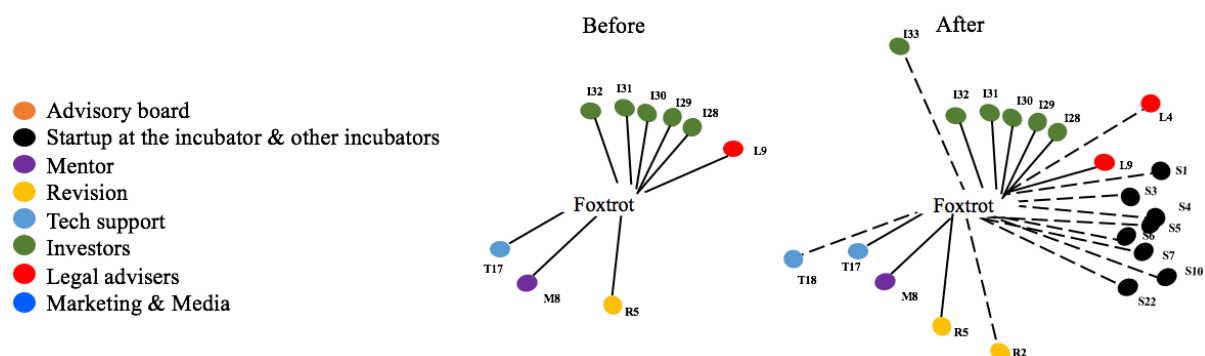 Before
After
Advisory board
Startup at the incubator & other incubators
Mentor
Revision
Tech support
Investors
Legal advisers
Marketing & Media
I32
I31
I30
I29
I28
L9
Foxtrot
T17
M8
R5
I33
I32
I31
I30
I29
I28
L4
L9
S1
S3
S4
S5
S6
S7
S10
S22
Foxtrot
T18
T17
M8
R5
R2